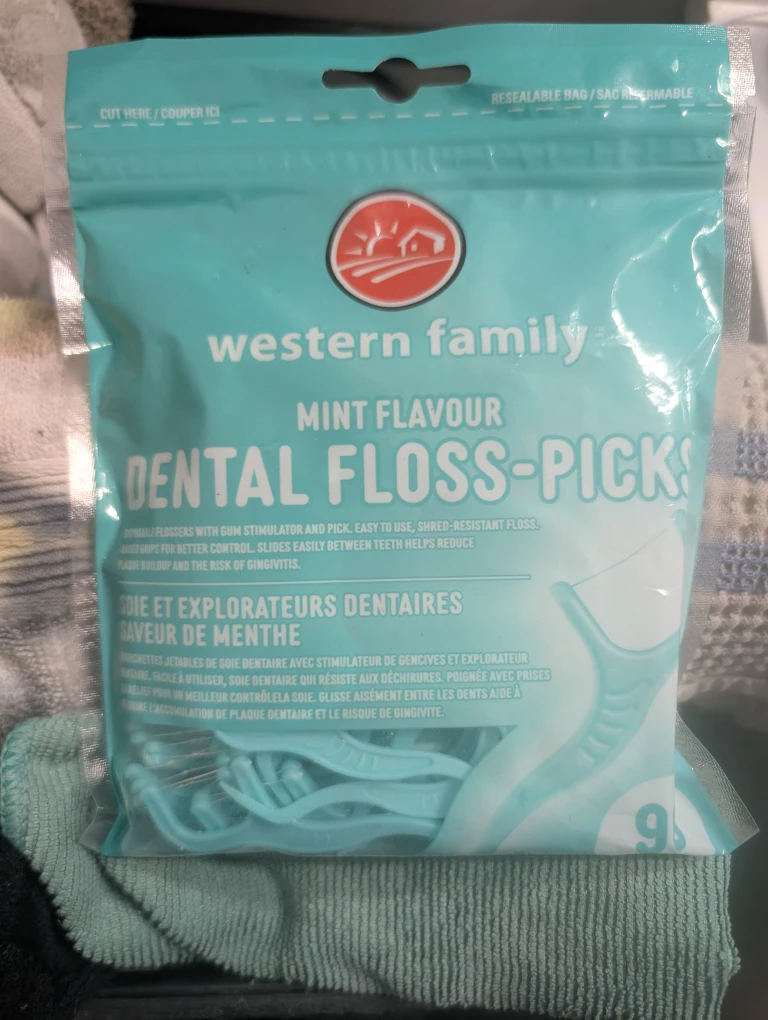 CUT HERE / COUPER ICI
RESEALABLE BAG / SAC REFERMABLE
western family
MINT FLAVOUR
DENTAL FLOSS-PICKS
FLOSSERS WITH GUM STIMULATOR AND PICK. EASY TO USE, SHRED-RESISTANT FLOSS.
GRIPS FOR BETTER CONTROL. SLIDES EASILY BETWEEN TEETH HELPS REDUCE
PLAQUE BUILDUP AND THE RISK OF GINGIVITIS.
SOIE ET EXPLORATEURS DENTAIRES
SAVEUR DE MENTHE
JETABLES DE SOIE DENTAIRE AVEC STIMULATEUR DE GENCIVES ET EXPLORATEUR
FACILE À UTILISER, SOIE DENTAIRE QUI RÉSISTE AUX DÉCHIRURES. POIGNÉE AVEC PRISES
RELIEF POUR UN MEILLEUR CONTRÔLELA SOIE. GLISSE AISÉMENT ENTRE LES DENTS AIDE À
L'ACCUMULATION DE PLAQUE DENTAIRE ET LE RISQUE DE GINGIVITE.